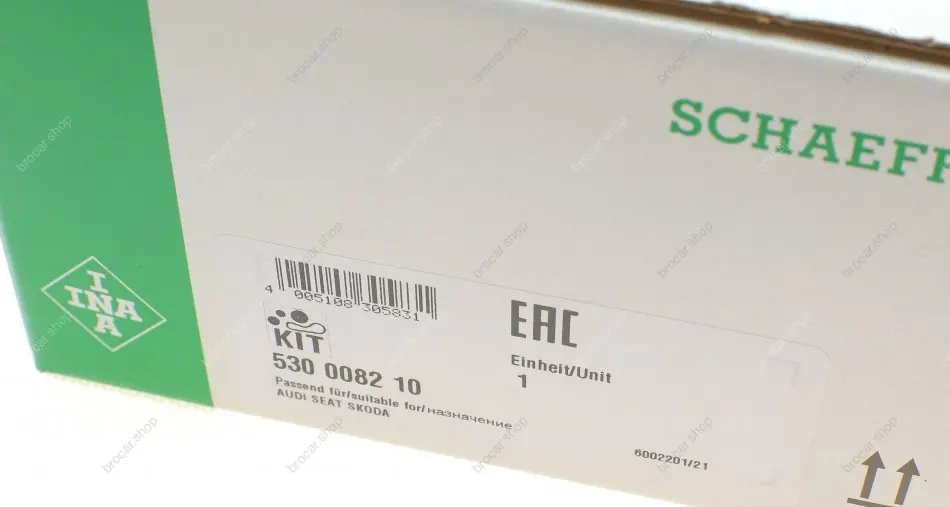 SCHAEFF
I
INA
A
4 005108 305831
EAC
KIT
530 0082 10
Einheit/Unit
1
Passend für/suitable for/назначение
AUDI SEAT SKODA
6002201/21
brocar.shop